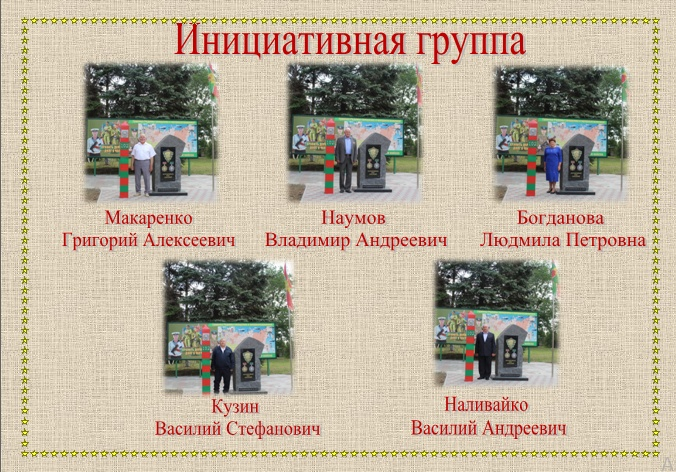 Инициативная группа
Макаренко
Григорий Алексеевич
Наумов
Владимир Андреевич
Богданова
Людмила Петровна
Кузин
Василий Стефанович
Наливайко
Василий Андреевич